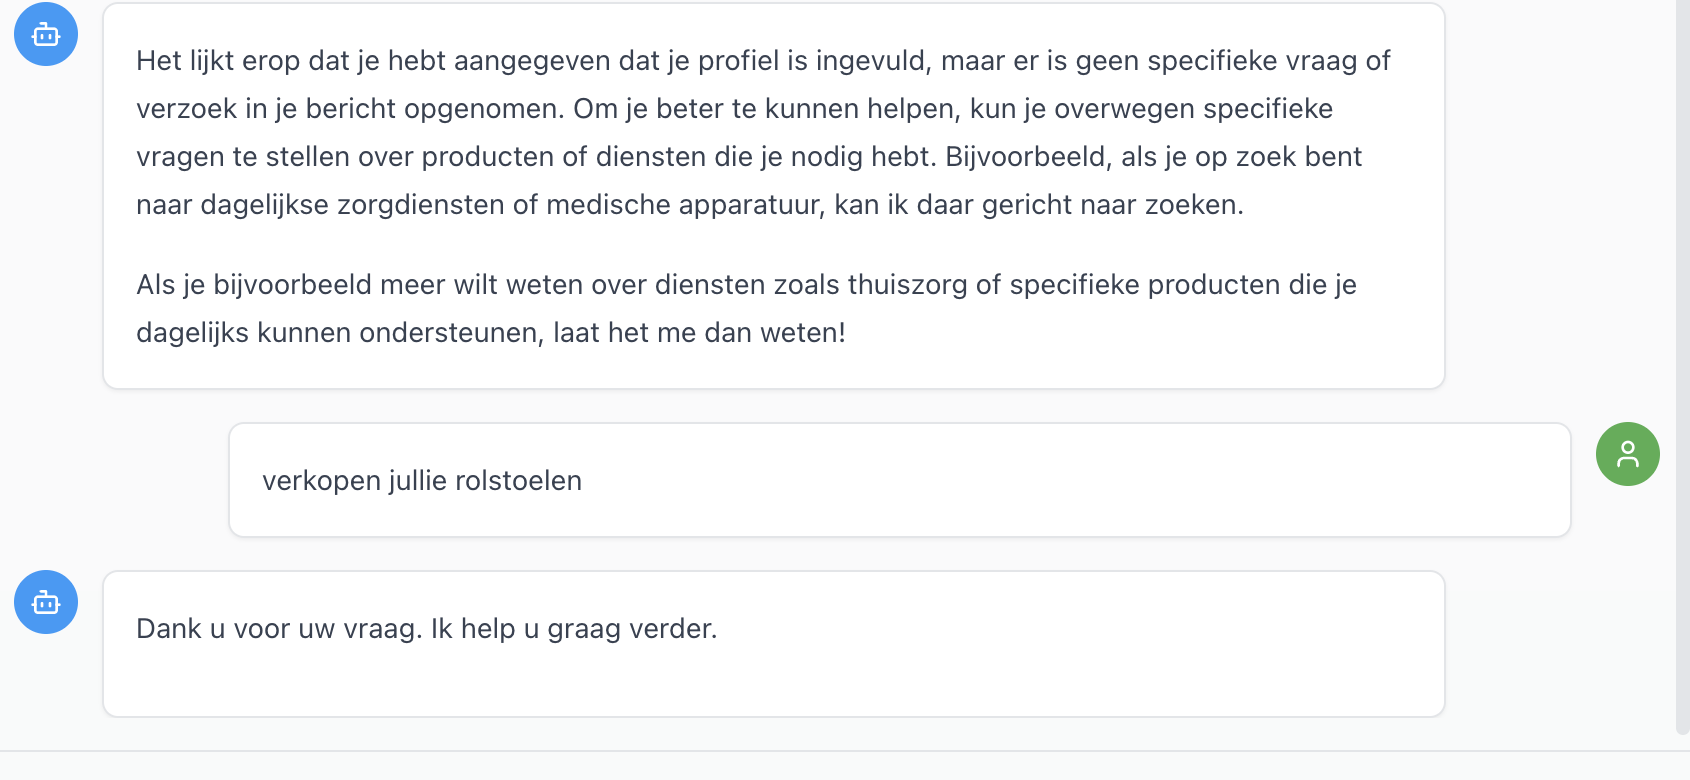 Het lijkt erop dat je hebt aangegeven dat je profiel is ingevuld, maar er is geen specifieke vraag of
verzoek in je bericht opgenomen. Om je beter te kunnen helpen, kun je overwegen specifieke
vragen te stellen over producten of diensten die je nodig hebt. Bijvoorbeeld, als je op zoek bent
naar dagelijkse zorgdiensten of medische apparatuur, kan ik daar gericht naar zoeken.
Als je bijvoorbeeld meer wilt weten over diensten zoals thuiszorg of specifieke producten die je
dagelijks kunnen ondersteunen, laat het me dan weten!
verkopen jullie rolstoelen
Dank u voor uw vraag. Ik help u graag verder.